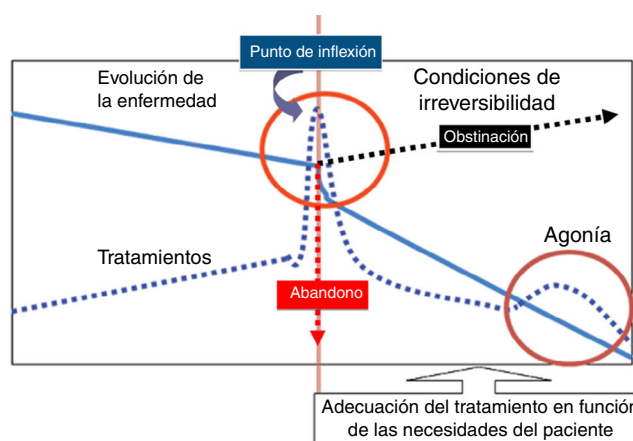 Punto de inflexión
Evolución de
la enfermedad
Condiciones de
irreversibilidad
Obstinación
Tratamientos
Agonía
Abandono
Adecuación del tratamiento en función
de las necesidades del paciente